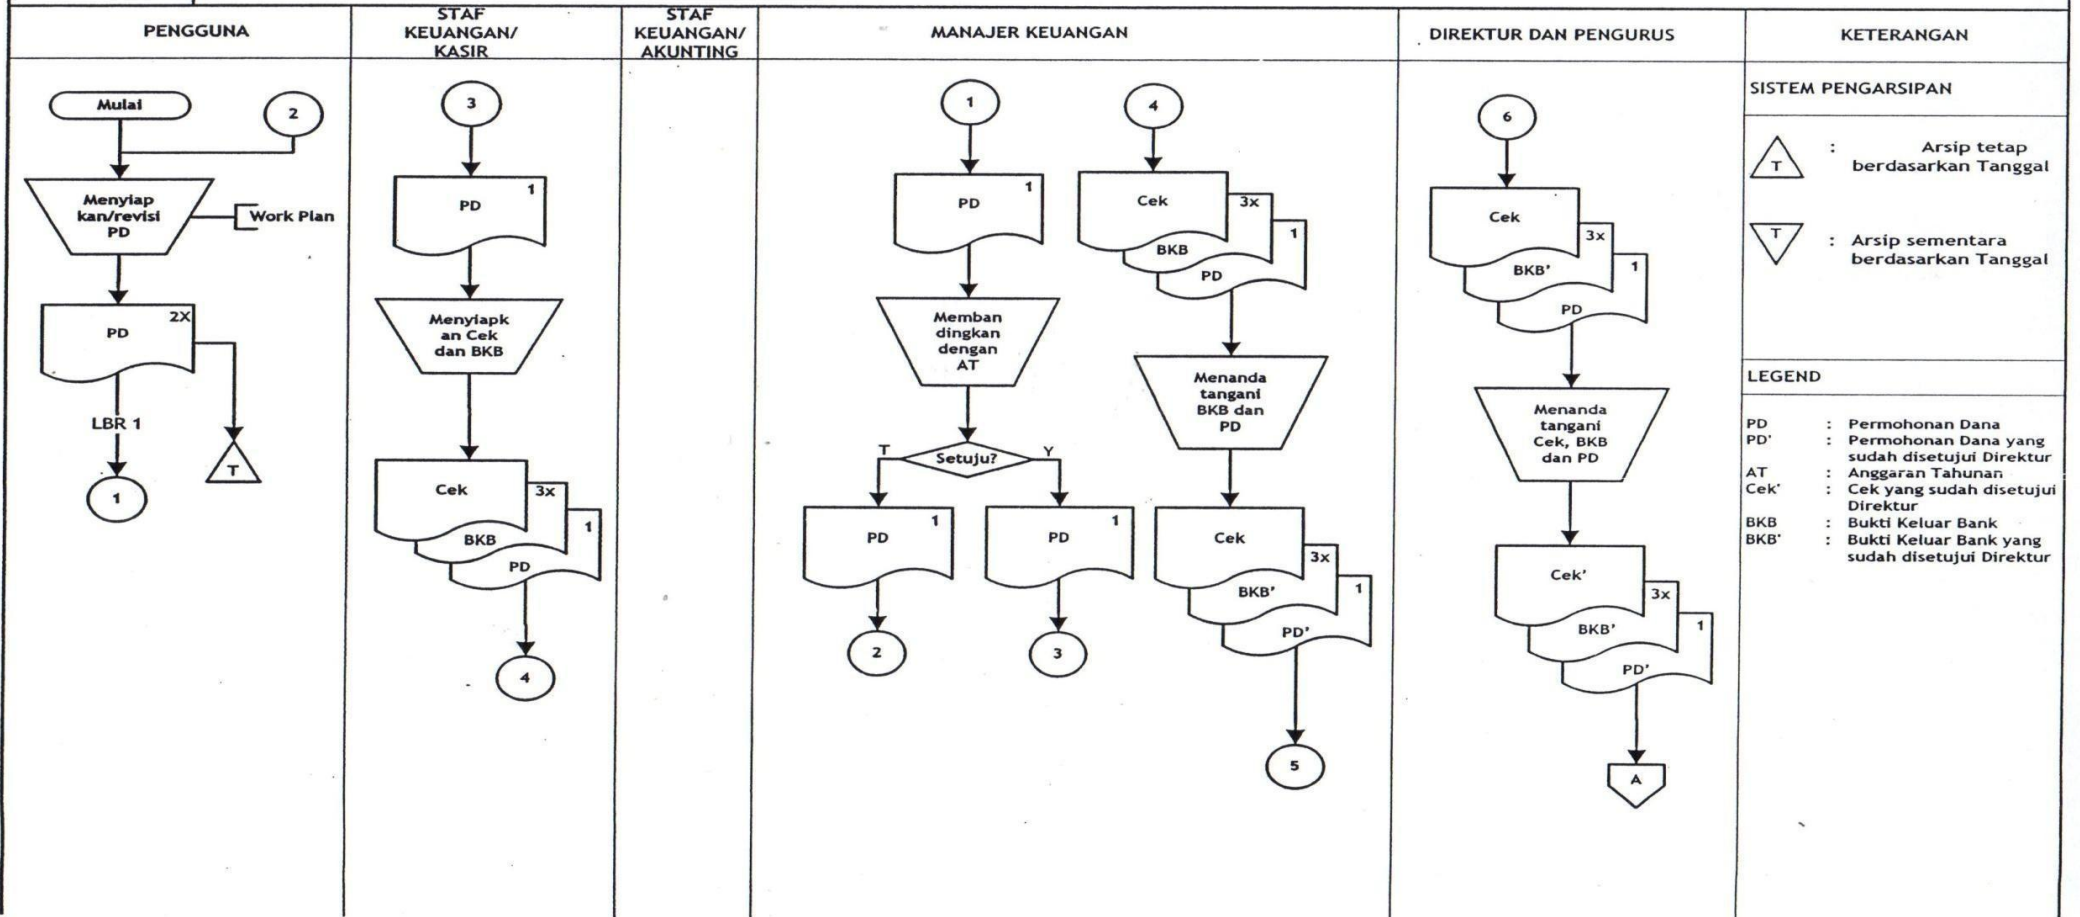 PENGGUNA
STAF
KEUANGAN/
KASIR
STAF
KEUANGAN/
AKUNTING
MANAJER KEUANGAN
DIREKTUR DAN PENGURUS
KETERANGAN
Mulai
2
Menyiap
kan/revisi
PD
Work Plan
2X
PD
LBR 1
T
1
3
1
PD
Menyiapk
an Cek
dan BKB
Cek
3x
1
BKB
PD
4
1
1
PD
Memban
dingkan
dengan
AT
T
Setuju?
Y
1
PD
1
PD
2
3
4
Cek
3x
1
BKB
PD
Menanda
tangani
BKB dan
PD
Cek
3x
1
BKB'
PD'
5
6
Cek
3x
1
BKB'
PD
Menanda
tangani
Cek, BKB
dan PD
Cek'
3x
1
BKB'
PD'
A
SISTEM PENGARSIPAN
T : Arsip tetap
berdasarkan Tanggal
T : Arsip sementara
berdasarkan Tanggal
LEGEND
PD : Permohonan Dana
PD' : Permohonan Dana yang
sudah disetujui Direktur
AT : Anggaran Tahunan
Cek' : Cek yang sudah disetujui
Direktur
BKB : Bukti Keluar Bank
BKB' : Bukti Keluar Bank yang
sudah disetujui Direktur